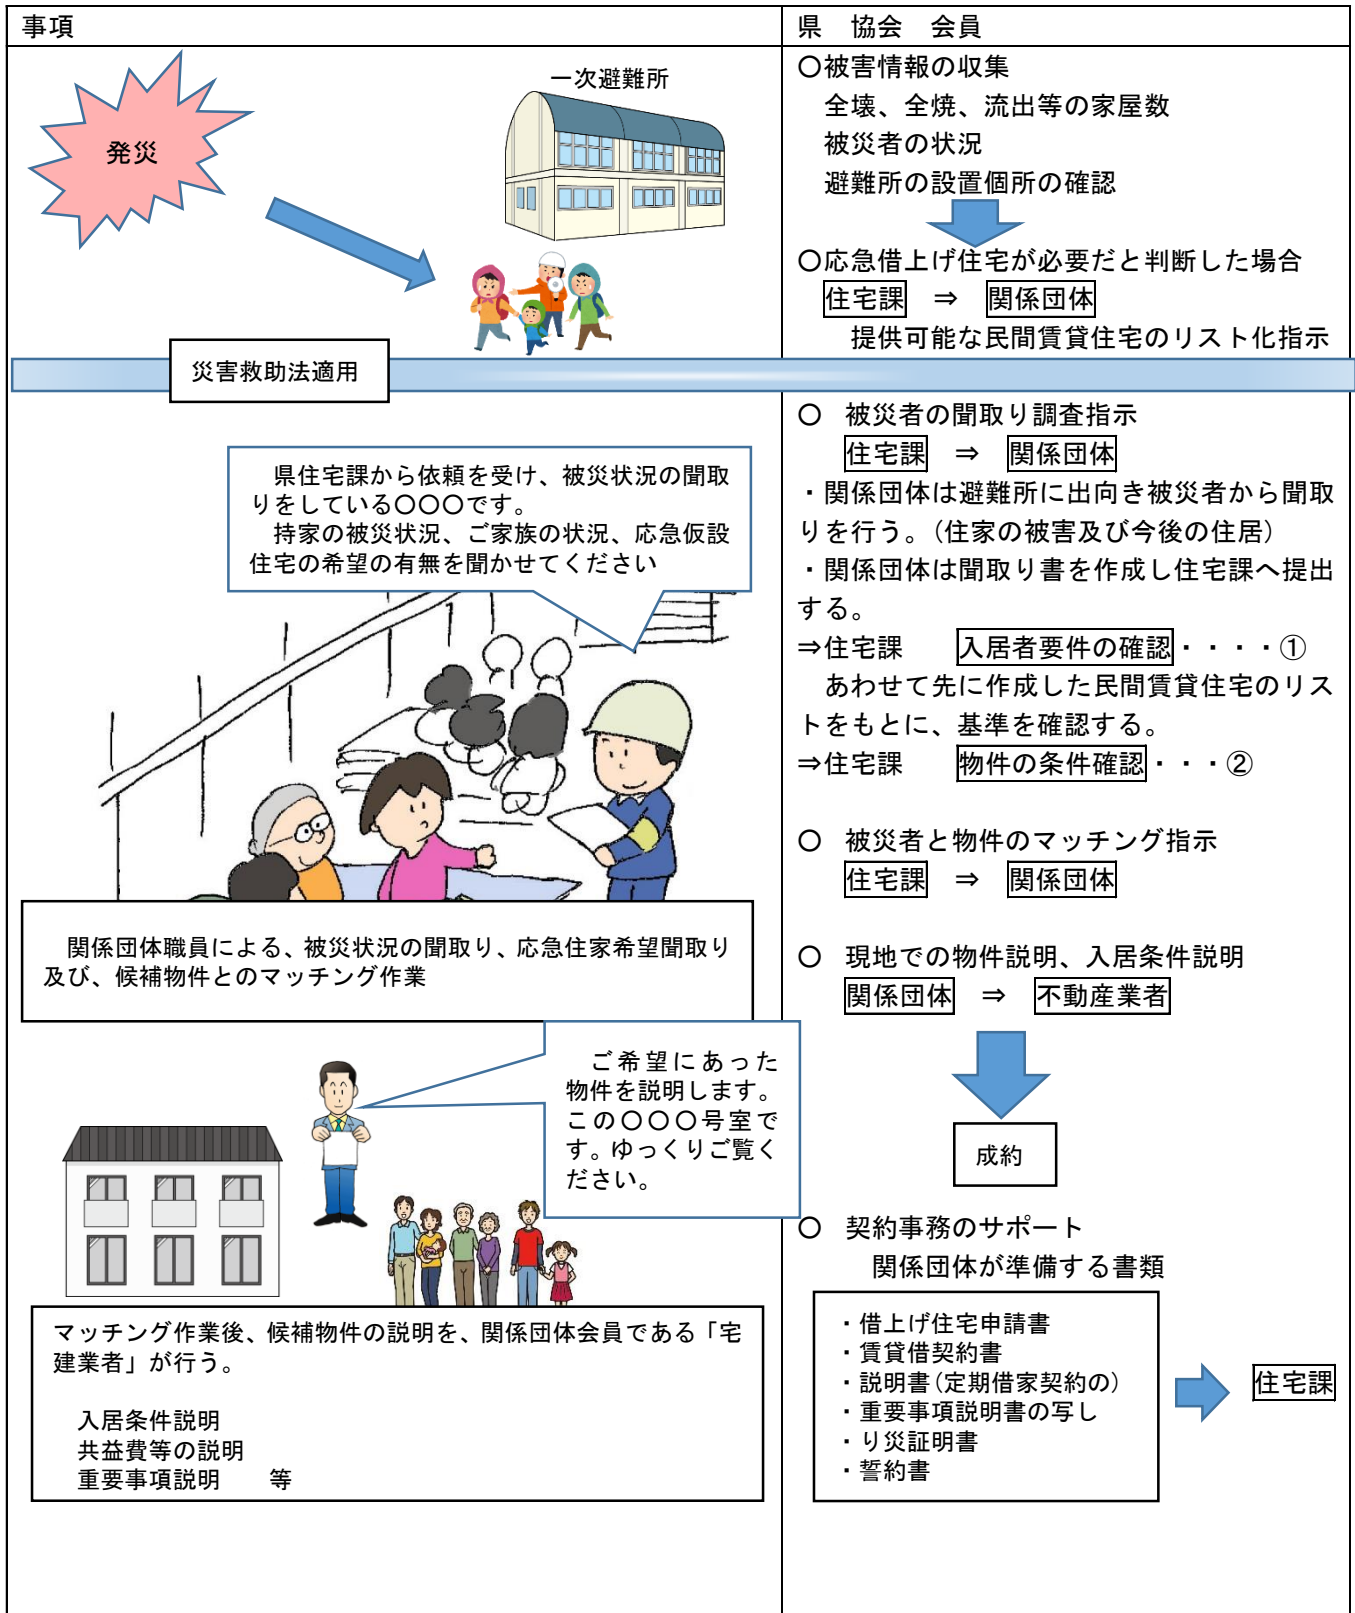 事項
県　協会　会員
発災
一次避難所
〇被害情報の収集
全壊、全焼、流出等の家屋数
被災者の状況
避難所の設置個所の確認
〇応急借上げ住宅が必要だと判断した場合
住宅課　⇒　関係団体
提供可能な民間賃貸住宅のリスト化指示
災害救助法適用
県住宅課から依頼を受け、被災状況の聞取
りをしている〇〇〇です。
持家の被災状況、ご家族の状況、応急仮設
住宅の希望の有無を聞かせてください
関係団体職員による、被災状況の聞取り、応急住家希望聞取り
及び、候補物件とのマッチング作業
〇　被災者の聞取り調査指示
住宅課　⇒　関係団体
・関係団体は避難所に出向き被災者から聞取
りを行う。（住家の被害及び今後の住居）
・関係団体は聞取り書を作成し住宅課へ提出
する。
⇒住宅課　　入居者要件の確認・・・・①
あわせて先に作成した民間賃貸住宅のリス
トをもとに、基準を確認する。
⇒住宅課　　物件の条件確認・・・②
〇　被災者と物件のマッチング指示
住宅課　⇒　関係団体
〇　現地での物件説明、入居条件説明
関係団体　⇒　不動産業者
ご希望にあった
物件を説明します。
この〇〇〇号室で
す。ゆっくりご覧く
ださい。
成約
マッチング作業後、候補物件の説明を、関係団体会員である「宅
建業者」が行う。
入居条件説明
共益費等の説明
重要事項説明　　等
〇　契約事務のサポート
関係団体が準備する書類
・借上げ住宅申請書
・賃貸借契約書
・説明書（定期借家契約の）
・重要事項説明書の写し
・り災証明書
・誓約書
住宅課